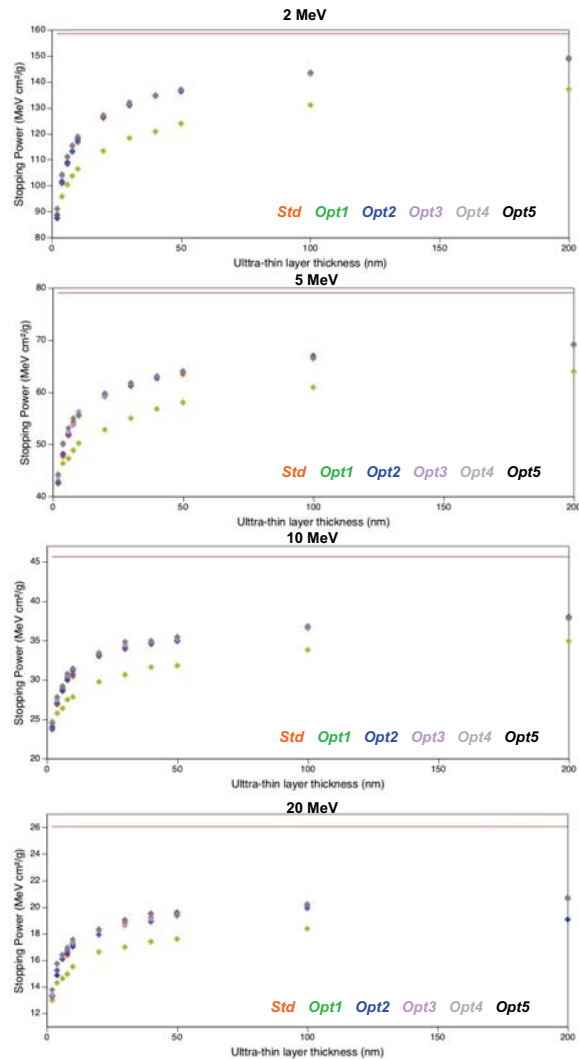 2 MeV
160
150
140
130
120
110
100
90
80
Stopping Power (MeV cm²/g)
Std Opt1 Opt2 Opt3 Opt4 Opt5
0 50 100 150 200
Ulttra-thin layer thickness (nm)
5 MeV
80
70
60
50
40
Stopping Power (MeV cm²/g)
Std Opt1 Opt2 Opt3 Opt4 Opt5
0 50 100 150 200
Ulttra-thin layer thickness (nm)
10 MeV
45
40
35
30
25
20
Stopping Power (MeV cm²/g)
Std Opt1 Opt2 Opt3 Opt4 Opt5
0 50 100 150 200
Ulttra-thin layer thickness (nm)
20 MeV
26
24
22
20
18
16
14
12
Stopping Power (MeV cm²/g)
Std Opt1 Opt2 Opt3 Opt4 Opt5
0 50 100 150 200
Ulttra-thin layer thickness (nm)